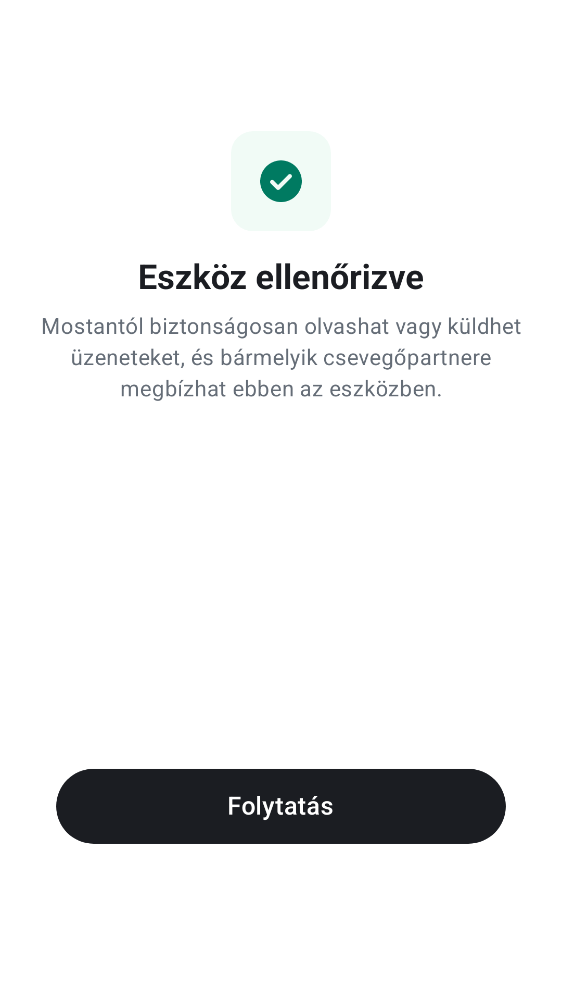 Eszköz ellenőrizve
Mostantól biztonságosan olvashat vagy küldhet
üzeneteket, és bármelyik csevegőpartnere
megbízhat ebben az eszközben.
Folytatás